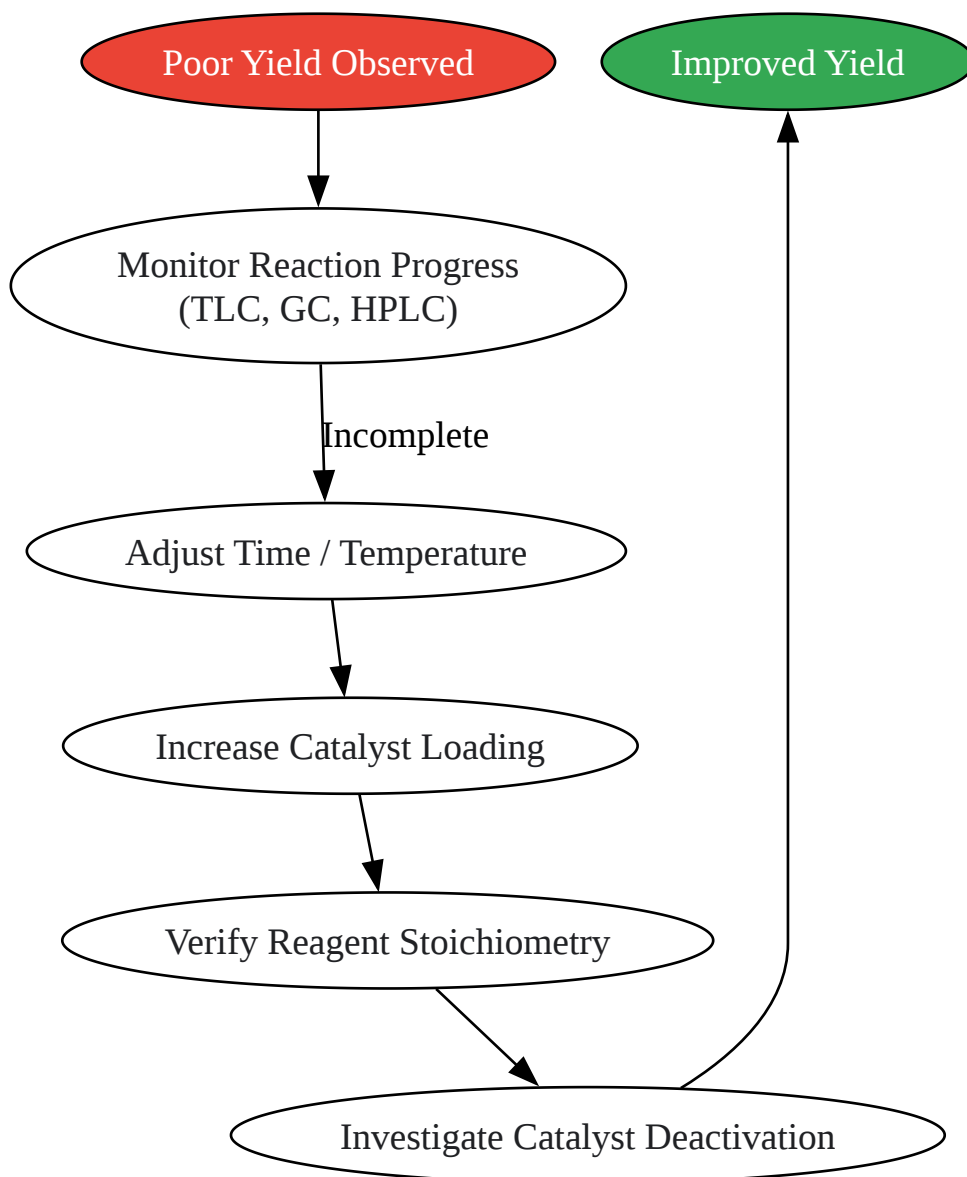 Poor Yield Observed
Improved Yield
Monitor Reaction Progress
(TLC, GC, HPLC)
Incomplete
Adjust Time / Temperature
Increase Catalyst Loading
Verify Reagent Stoichiometry
Investigate Catalyst Deactivation